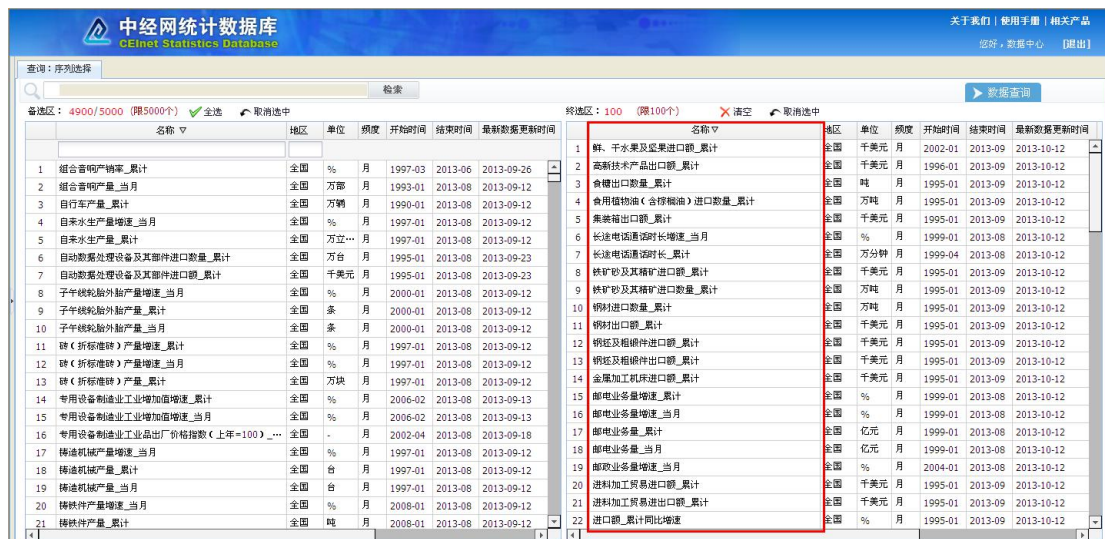 中经网统计数据库
CEInet Statistics Database
关于我们 | 使用手册 | 相关产品
您好，数据中心 [退出]
查询：序列选择
检索
数据查询
备选区： 4900/5000 (限5000个) 全选 取消选中
终选区：100 (限100个) 清空 取消选中
名称 ▽ 地区 单位 频度 开始时间 结束时间 最新数据更新时间
1 组合音响产销率_累计 全国 % 月 1997-03 2013-06 2013-09-26
2 组合音响产量_当月 全国 万部 月 1993-01 2013-08 2013-09-12
3 自行车产量_累计 全国 万辆 月 1990-01 2013-08 2013-09-12
4 自来水生产量增速_当月 全国 % 月 1997-01 2013-08 2013-09-12
5 自来水生产量_累计 全国 万立… 月 1997-01 2013-08 2013-09-12
6 自动数据处理设备及其部件进口数量_累计 全国 万台 月 1995-01 2013-08 2013-09-23
7 自动数据处理设备及其部件进口额_累计 全国 千美元 月 1995-01 2013-08 2013-09-23
8 子午线轮胎外胎产量增速_当月 全国 % 月 2000-01 2013-08 2013-09-12
9 子午线轮胎外胎产量_累计 全国 条 月 2000-01 2013-08 2013-09-12
10 子午线轮胎外胎产量_当月 全国 条 月 2000-01 2013-08 2013-09-12
11 砖（折标准砖）产量增速_累计 全国 % 月 1997-01 2013-08 2013-09-12
12 砖（折标准砖）产量增速_当月 全国 % 月 1997-01 2013-08 2013-09-12
13 砖（折标准砖）产量_累计 全国 万块 月 1997-01 2013-08 2013-09-12
14 专用设备制造业工业增加值增速_累计 全国 % 月 2006-02 2013-08 2013-09-13
15 专用设备制造业工业增加值增速_当月 全国 % 月 2006-02 2013-08 2013-09-13
16 专用设备制造业工业品出厂价格指数（上年=100）_… 全国 - 月 2002-04 2013-08 2013-09-18
17 铸造机械产量增速_当月 全国 % 月 1997-01 2013-08 2013-09-12
18 铸造机械产量_累计 全国 台 月 1997-01 2013-08 2013-09-12
19 铸造机械产量_当月 全国 台 月 1997-01 2013-08 2013-09-12
20 铸铁件产量增速_当月 全国 % 月 2008-01 2013-08 2013-09-12
21 铸铁件产量_累计 全国 吨 月 2008-01 2013-08 2013-09-12
名称 ▽ 地区 单位 频度 开始时间 结束时间 最新数据更新时间
1 鲜、干水果及坚果进口额_累计 全国 千美元 月 2002-01 2013-09 2013-10-12
2 高新技术产品出口额_累计 全国 千美元 月 1996-01 2013-09 2013-10-12
3 食糖出口数量_累计 全国 吨 月 1995-01 2013-09 2013-10-12
4 食用植物油（含棕榈油）进口数量_累计 全国 万吨 月 1995-01 2013-09 2013-10-12
5 集装箱出口额_累计 全国 千美元 月 1995-01 2013-09 2013-10-12
6 长途电话通话时长增速_当月 全国 % 月 1999-01 2013-08 2013-10-12
7 长途电话通话时长_累计 全国 万分钟 月 1999-04 2013-08 2013-10-12
8 铁矿砂及其精矿进口额_累计 全国 千美元 月 1995-01 2013-09 2013-10-12
9 铁矿砂及其精矿进口数量_累计 全国 万吨 月 1995-01 2013-09 2013-10-12
10 钢材进口数量_累计 全国 万吨 月 1995-01 2013-09 2013-10-12
11 钢材出口额_累计 全国 千美元 月 1995-01 2013-09 2013-10-12
12 钢坯及粗锻件进口额_累计 全国 千美元 月 1995-01 2013-09 2013-10-12
13 钢坯及粗锻件出口额_累计 全国 千美元 月 1995-01 2013-09 2013-10-12
14 金属加工机床进口额_累计 全国 千美元 月 1995-01 2013-09 2013-10-12
15 邮电业务量增速_累计 全国 % 月 1999-01 2013-08 2013-10-12
16 邮电业务量增速_当月 全国 % 月 1999-01 2013-08 2013-10-12
17 邮电业务量_累计 全国 亿元 月 1999-01 2013-08 2013-10-12
18 邮电业务量_当月 全国 亿元 月 1999-01 2013-08 2013-10-12
19 邮政业务量增速_当月 全国 % 月 2004-01 2013-08 2013-10-12
20 进料加工贸易进口额_累计 全国 千美元 月 1995-01 2013-09 2013-10-12
21 进料加工贸易进出口额_累计 全国 千美元 月 1995-01 2013-09 2013-10-12
22 进口额_累计同比增速 全国 % 月 1995-01 2013-09 2013-10-12